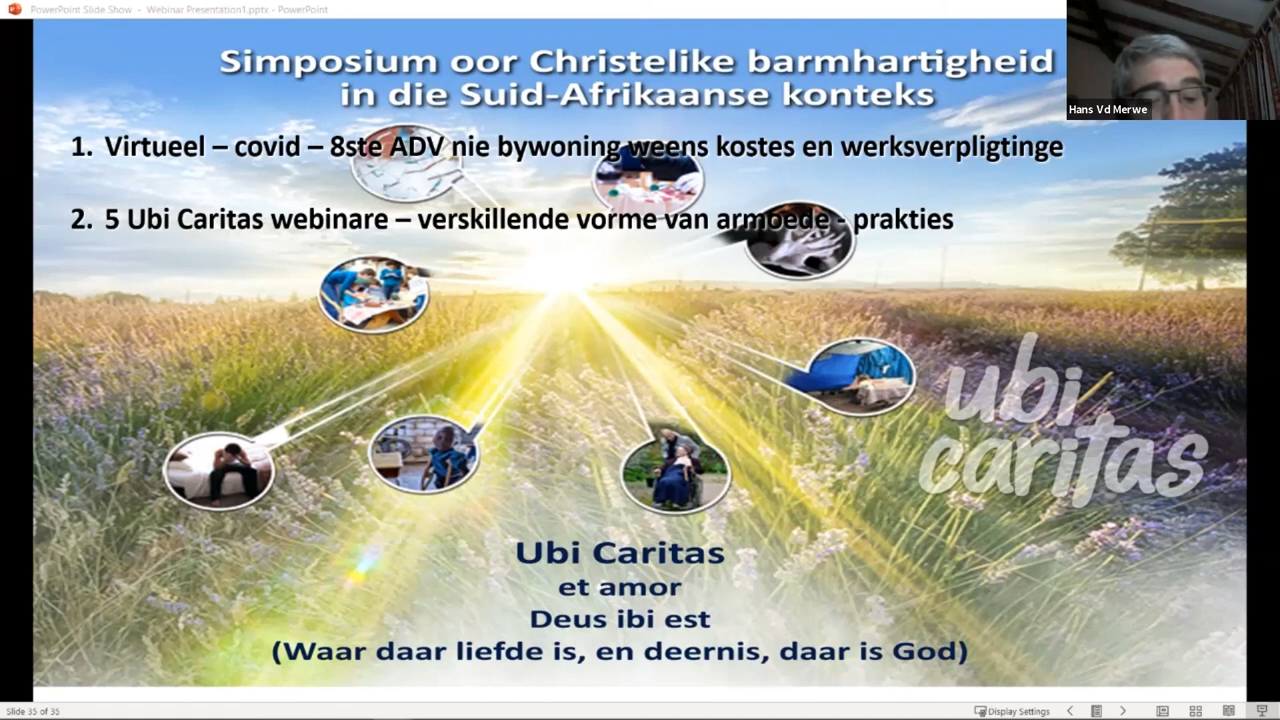 PowerPoint Slide Show - Webinar Presentation1.pptx - PowerPoint
Simposium oor Christelike barmhartigheid
in die Suid-Afrikaanse konteks
Hans Vd Merwe
1. Virtueel – covid – 8ste ADV nie bywoning weens kostes en werksverpligtinge
2. 5 Ubi Caritas webinare – verskillende vorme van armoede - prakties
ubi
caritas
Ubi Caritas
et amor
Deus ibi est
(Waar daar liefde is, en deernis, daar is God)
Slide 35 of 35
Display Settings